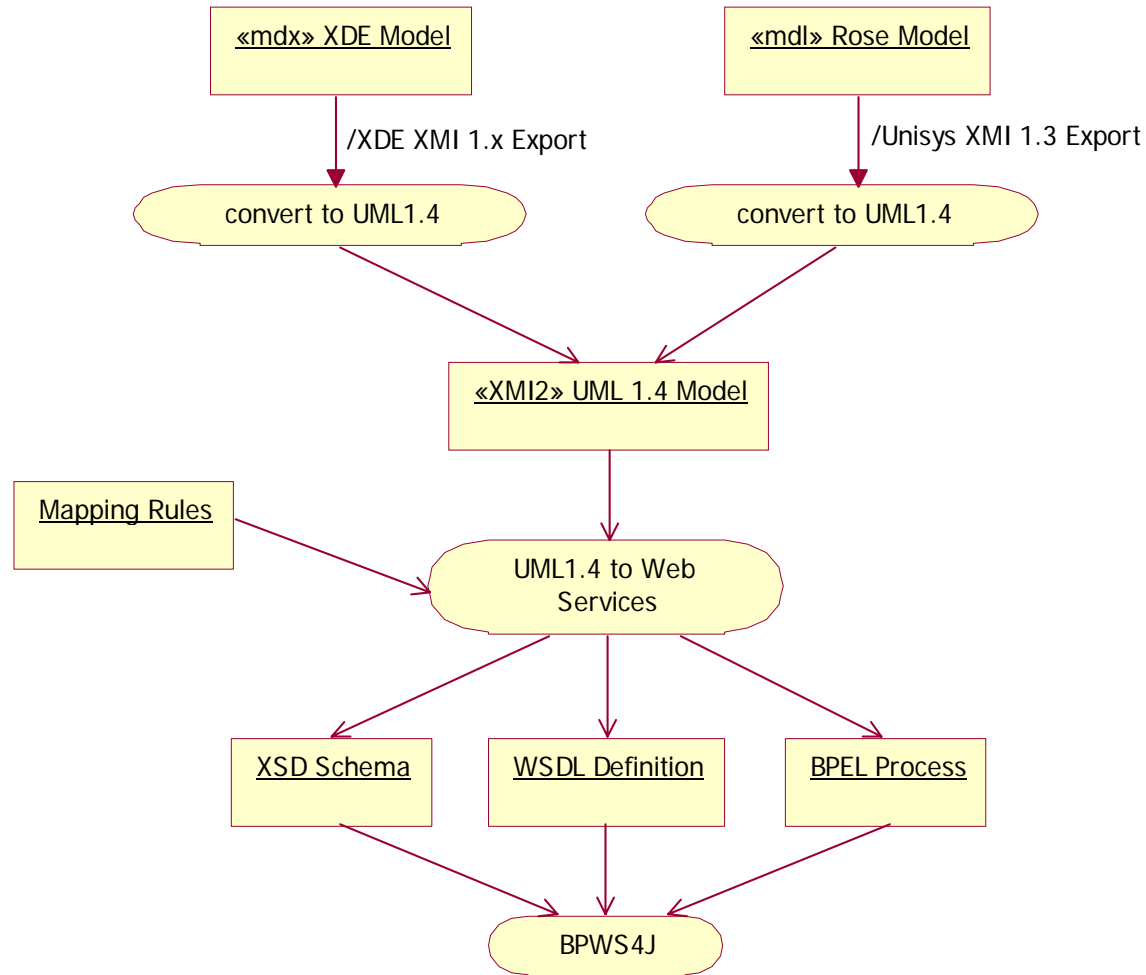 «mdx» XDE Model
«mdl» Rose Model
/XDE XMI 1.x Export
/Unisys XMI 1.3 Export
convert to UML1.4
convert to UML1.4
«XMI2» UML 1.4 Model
Mapping Rules
UML1.4 to Web
Services
XSD Schema
WSDL Definition
BPEL Process
BPWS4J